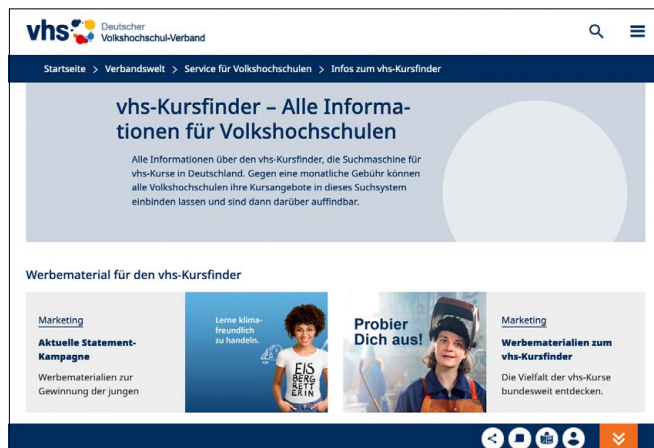 vhs Deutscher
Volkshochschul-Verband
Startseite > Verbandswelt > Service für Volkshochschulen > Infos zum vhs-Kursfinder
vhs-Kursfinder – Alle Informa-
tionen für Volkshochschulen
Alle Informationen über den vhs-Kursfinder, die Suchmaschine für
vhs-Kurse in Deutschland. Gegen eine monatliche Gebühr können
alle Volkshochschulen ihre Kursangebote in dieses Suchsystem
einbinden lassen und sind dann darüber auffindbar.
Werbematerial für den vhs-Kursfinder
Marketing
Aktuelle Statement-
Kampagne
Werbematerialien zur
Gewinnung der jungen
Lerne klima-
freundlich
zu handeln.
EIS
BERG
RETT
ERIN
Probier
Dich aus!
Marketing
Werbematerialien zum
vhs-Kursfinder
Die Vielfalt der vhs-Kurse
bundesweit entdecken.